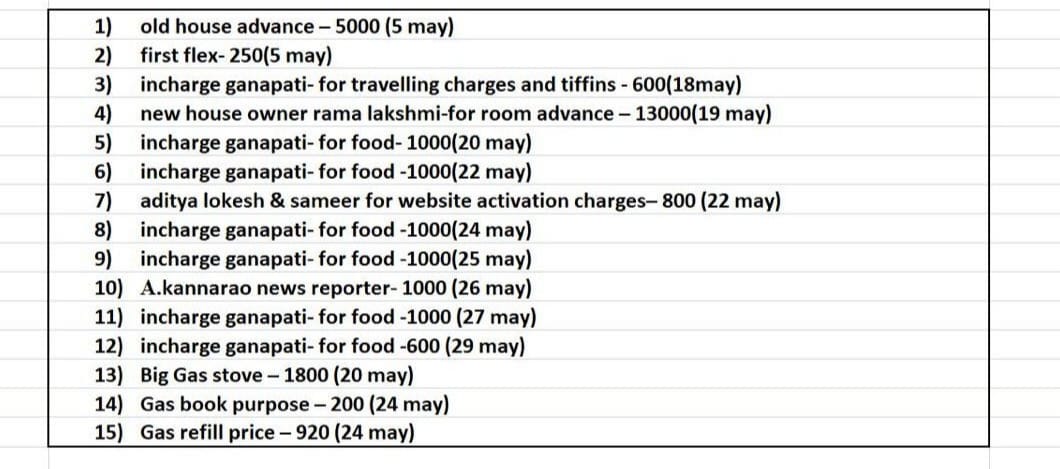 1) old house advance – 5000 (5 may)
2) first flex- 250(5 may)
3) incharge ganapati- for travelling charges and tiffins - 600(18may)
4) new house owner rama lakshmi-for room advance – 13000(19 may)
5) incharge ganapati- for food- 1000(20 may)
6) incharge ganapati- for food -1000(22 may)
7) aditya lokesh & sameer for website activation charges– 800 (22 may)
8) incharge ganapati- for food -1000(24 may)
9) incharge ganapati- for food -1000(25 may)
10) A.kannarao news reporter- 1000 (26 may)
11) incharge ganapati- for food -1000 (27 may)
12) incharge ganapati- for food -600 (29 may)
13) Big Gas stove – 1800 (20 may)
14) Gas book purpose – 200 (24 may)
15) Gas refill price – 920 (24 may)